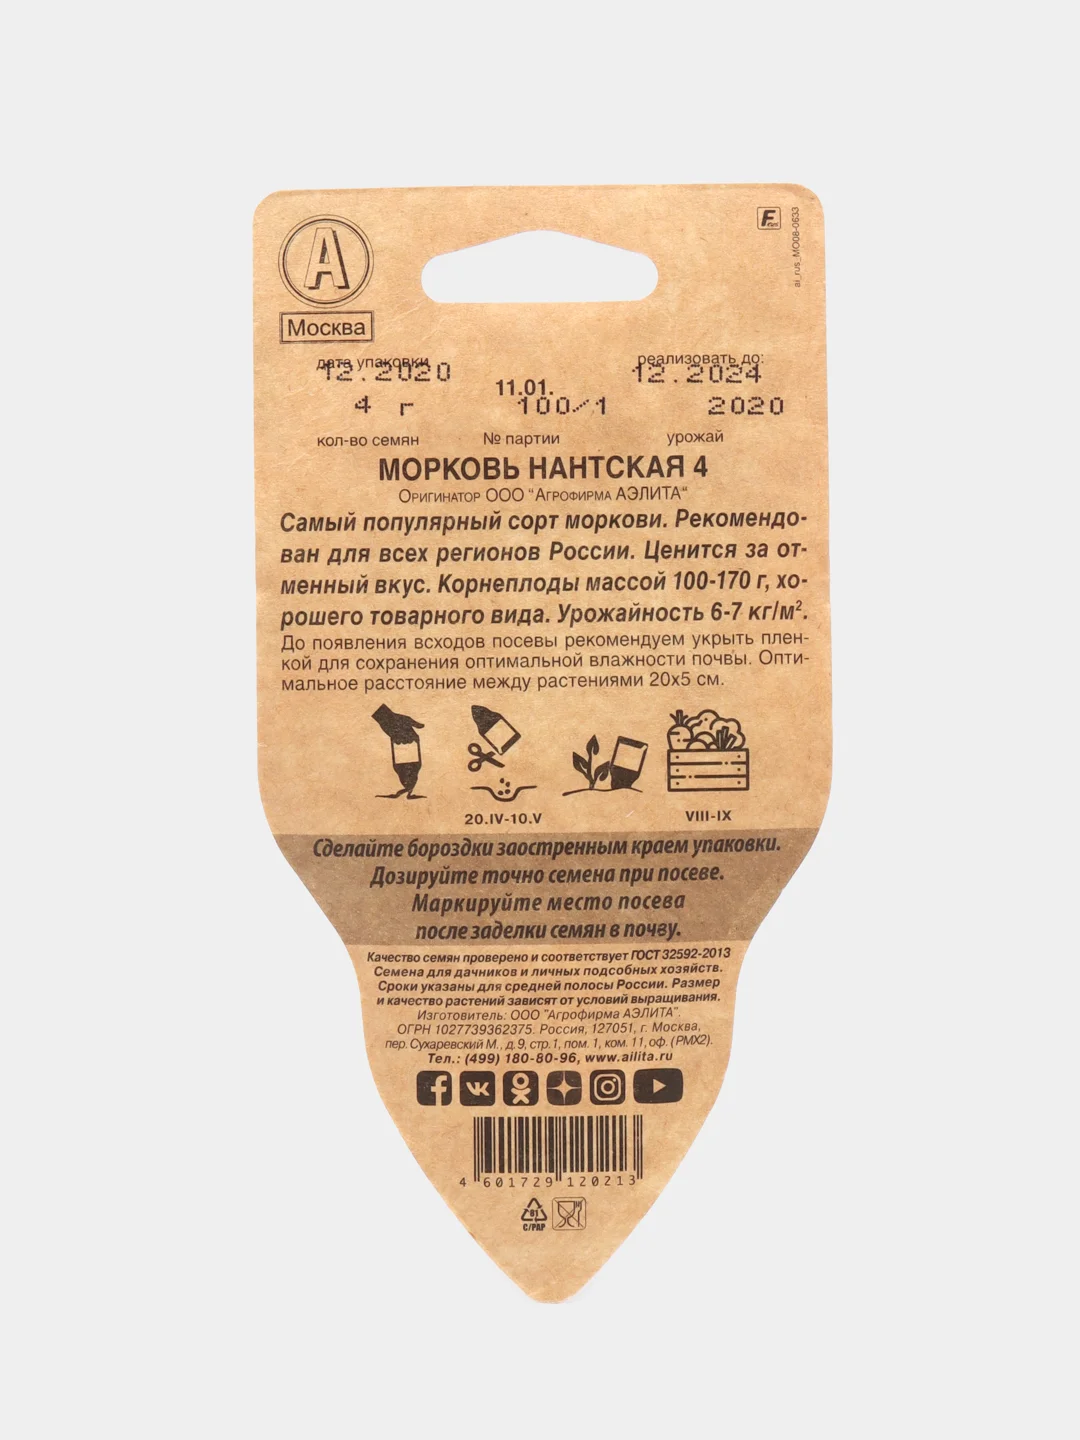 А
Москва
F
ai_rus_MO08-0633
дата упаковки
12.2020
реализовать до:
12.2024
11.01.
4 г
100/1
2020
кол-во семян
№ партии
урожай
МОРКОВЬ НАНТСКАЯ 4
Оригинатор ООО "Агрофирма АЭЛИТА"
Самый популярный сорт моркови. Рекомендо-
ван для всех регионов России. Ценится за от-
менный вкус. Корнеплоды массой 100-170 г, хо-
рошего товарного вида. Урожайность 6-7 кг/м².
До появления всходов посевы рекомендуем укрыть плен-
кой для сохранения оптимальной влажности почвы. Опти-
мальное расстояние между растениями 20x5 см.
20.IV-10.V
VIII-IX
Сделайте бороздки заостренным краем упаковки.
Дозируйте точно семена при посеве.
Маркируйте место посева
после заделки семян в почву.
Качество семян проверено и соответствует ГОСТ 32592-2013
Семена для дачников и личных подсобных хозяйств.
Сроки указаны для средней полосы России. Размер
и качество растений зависят от условий выращивания.
Изготовитель: ООО "Агрофирма АЭЛИТА".
ОГРН 1027739362375. Россия, 127051, г. Москва,
пер. Сухаревский М., д.9, стр.1, пом. 1, ком. 11, оф. (РМХ2).
Тел.: (499) 180-80-96, www.ailita.ru
4 601729 120213
81
C/PAP